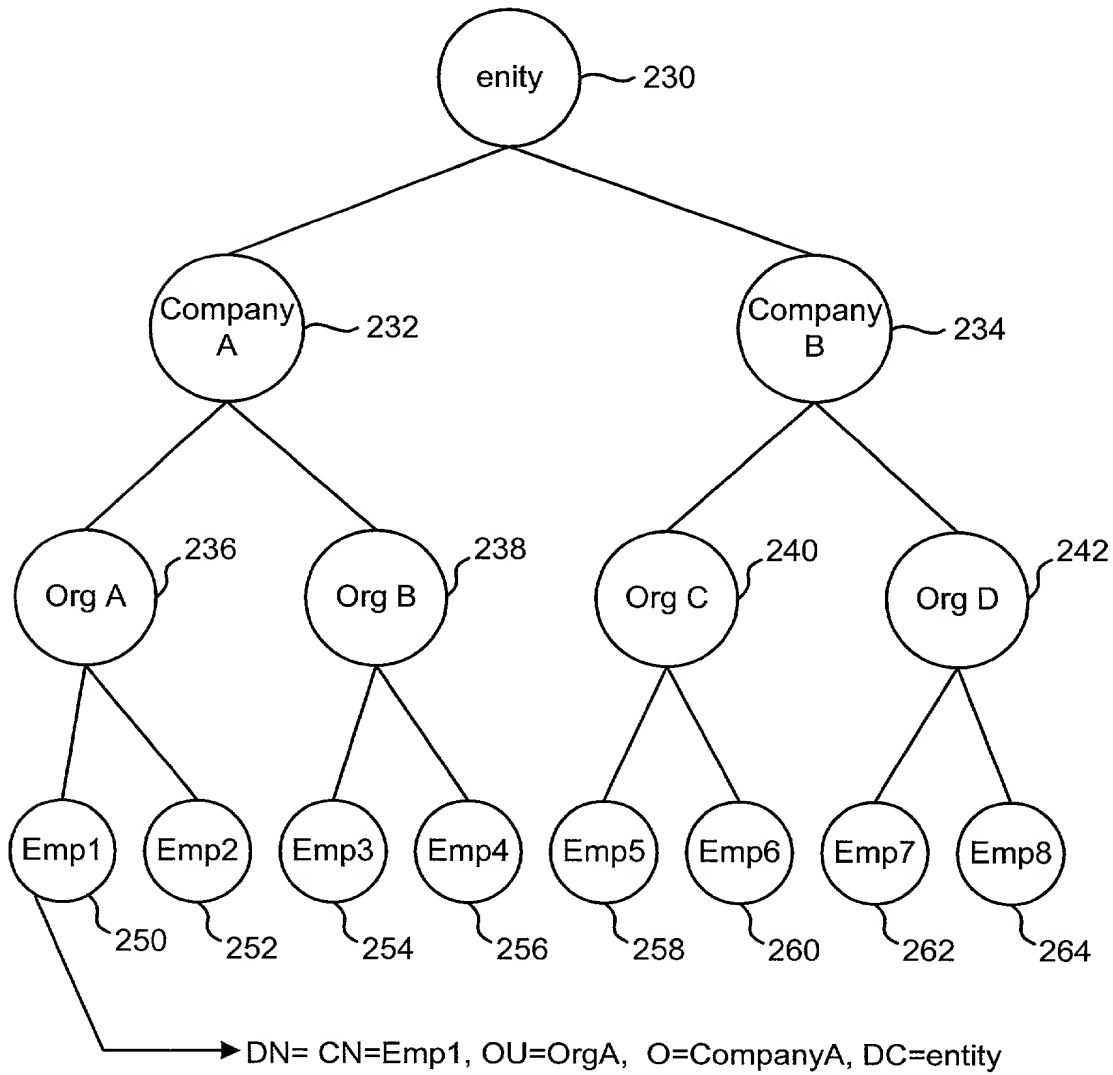 enity
230
Company
A
232
Company
B
234
Org A
236
Org B
238
Org C
240
Org D
242
Emp1
Emp2
Emp3
Emp4
Emp5
Emp6
Emp7
Emp8
250
252
254
256
258
260
262
264
DN= CN=Emp1, OU=OrgA, O=CompanyA, DC=entity